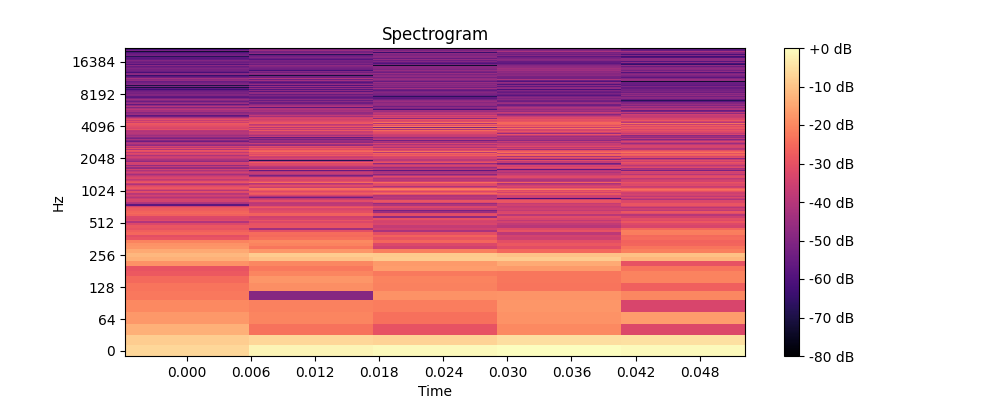 Spectrogram
Hz
16384
8192
4096
2048
1024
512
256
128
64
0
0.000 0.006 0.012 0.018 0.024 0.030 0.036 0.042 0.048
Time
+0 dB
-10 dB
-20 dB
-30 dB
-40 dB
-50 dB
-60 dB
-70 dB
-80 dB